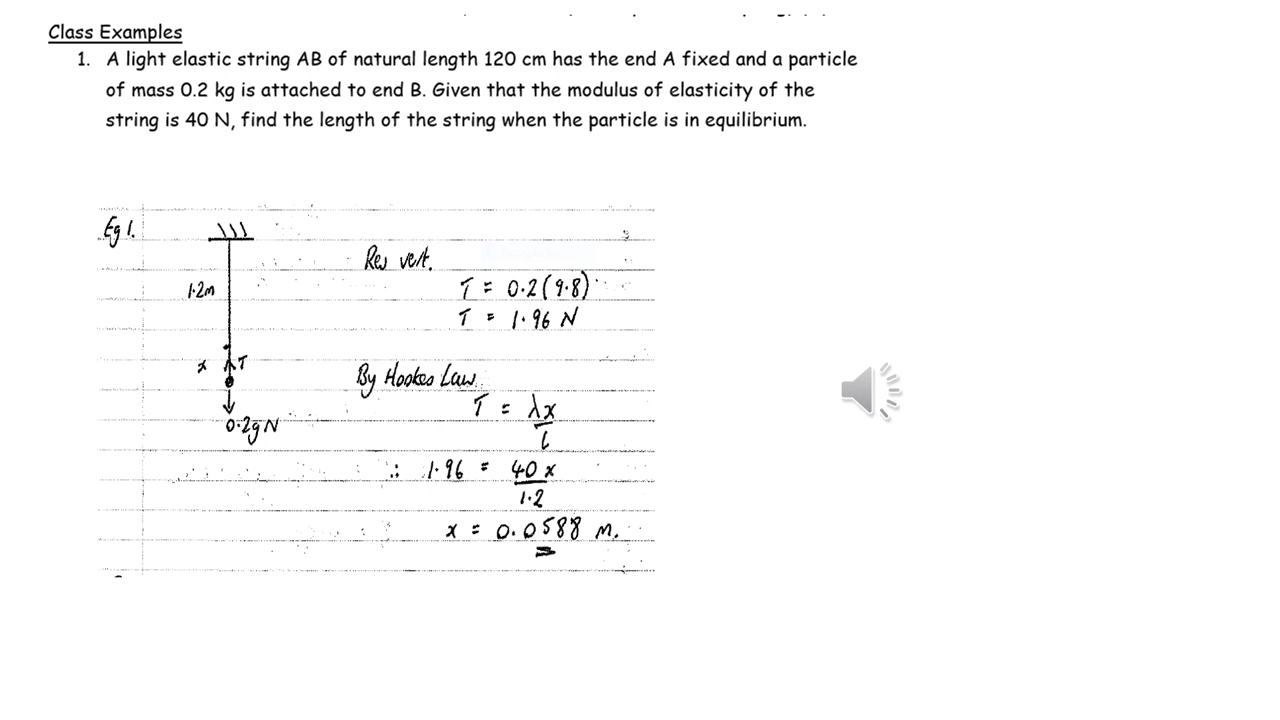 Class Examples
1. A light elastic string AB of natural length 120 cm has the end A fixed and a particle
of mass 0.2 kg is attached to end B. Given that the modulus of elasticity of the
string is 40 N, find the length of the string when the particle is in equilibrium.
Eg 1.
Res vert.
1.2m
T = 0.2(9.8)
T = 1.96 N
x T
By Hookes Law
T = λx
l
0.2g N
∴ 1.96 = 40x
1.2
x = 0.0588 m.